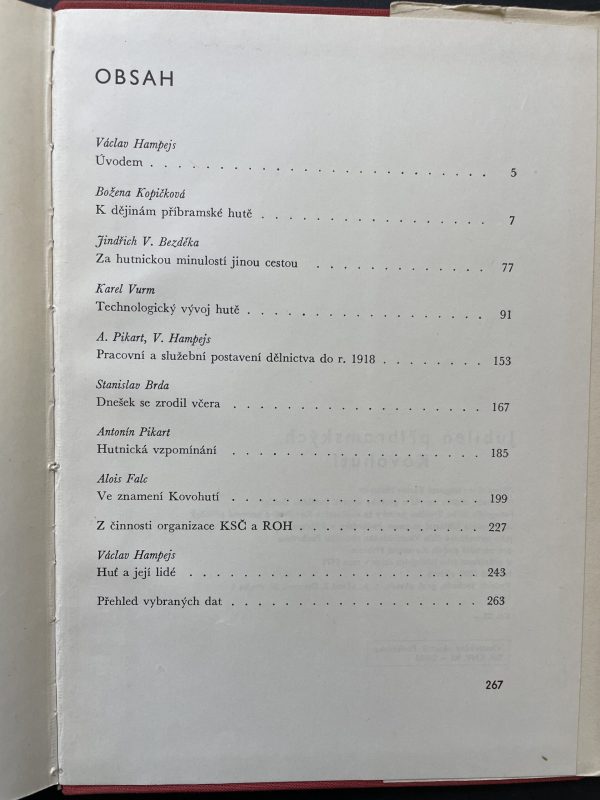 OBSAH
Václav Hampejs
Úvodem . . . . . . . . . . . . . . . . . . . . . . . . . 5
Božena Kopičková
K dějinám příbramské hutě . . . . . . . . . . . . . . . . . . 7
Jindřich V. Bezděka
Za hutnickou minulostí jinou cestou . . . . . . . . . . . . . . 77
Karel Vurm
Technologický vývoj hutě . . . . . . . . . . . . . . . . . . 91
A. Pikart, V. Hampejs
Pracovní a služební postavení dělnictva do r. 1918 . . . . . . . . 153
Stanislav Brda
Dnešek se zrodil včera . . . . . . . . . . . . . . . . . . . 167
Antonín Pikart
Hutnická vzpomínání . . . . . . . . . . . . . . . . . . . 185
Alois Falc
Ve znamení Kovohutí . . . . . . . . . . . . . . . . . . . 199
Z činnosti organizace KSČ a ROH . . . . . . . . . . . . . . 227
Václav Hampejs
Huť a její lidé . . . . . . . . . . . . . . . . . . . . . . 243
Přehled vybraných dat . . . . . . . . . . . . . . . . . . . 263
267